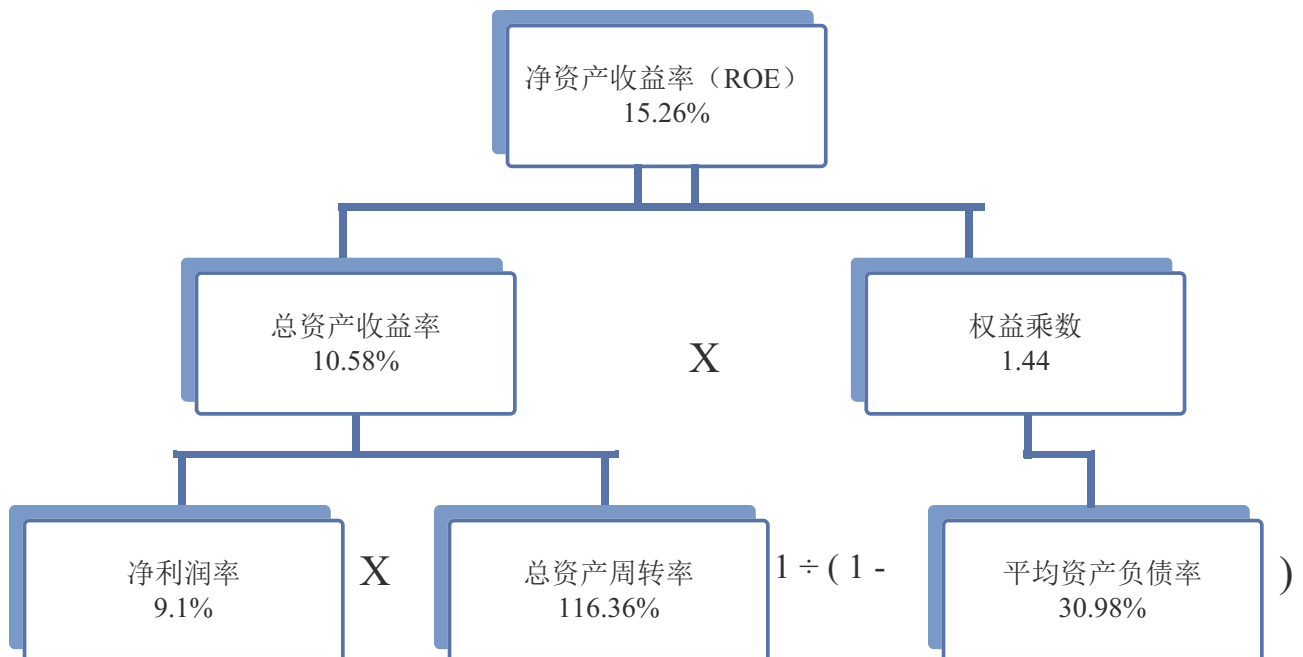 净资产收益率（ROE）
15.26%
总资产收益率
10.58%
X
权益乘数
1.44
净利润率
9.1%
X
总资产周转率
116.36%
1 ÷ ( 1 -
平均资产负债率
30.98%
)